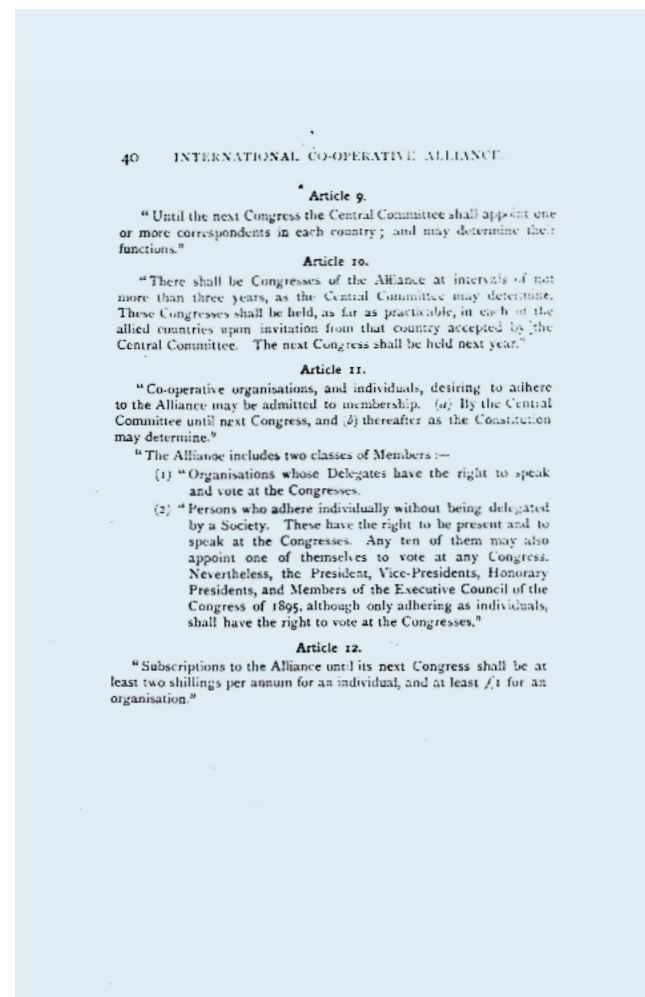 40 INTERNATIONAL CO-OPERATIVE ALLIANCE.
Article 9.
“ Until the next Congress the Central Committee shall appoint one
or more correspondents in each country ; and may determine their
functions.”
Article 10.
“ There shall be Congresses of the Alliance at intervals of not
more than three years, as the Central Committee may determine.
These Congresses shall be held, as far as practicable, in each of the
allied countries upon invitation from that country accepted by the
Central Committee. The next Congress shall be held next year.”
Article 11.
“ Co-operative organisations, and individuals, desiring to adhere
to the Alliance may be admitted to membership. (a) By the Central
Committee until next Congress, and (b) thereafter as the Constitution
may determine.”
“ The Alliance includes two classes of Members :—
(1) “ Organisations whose Delegates have the right to speak
and vote at the Congresses.
(2) “ Persons who adhere individually without being delegated
by a Society. These have the right to be present and to
speak at the Congresses. Any ten of them may also
appoint one of themselves to vote at any Congress.
Nevertheless, the President, Vice-Presidents, Honorary
Presidents, and Members of the Executive Council of the
Congress of 1895, although only adhering as individuals,
shall have the right to vote at the Congresses.”
Article 12.
“ Subscriptions to the Alliance until its next Congress shall be at
least two shillings per annum for an individual, and at least £1 for an
organisation.”